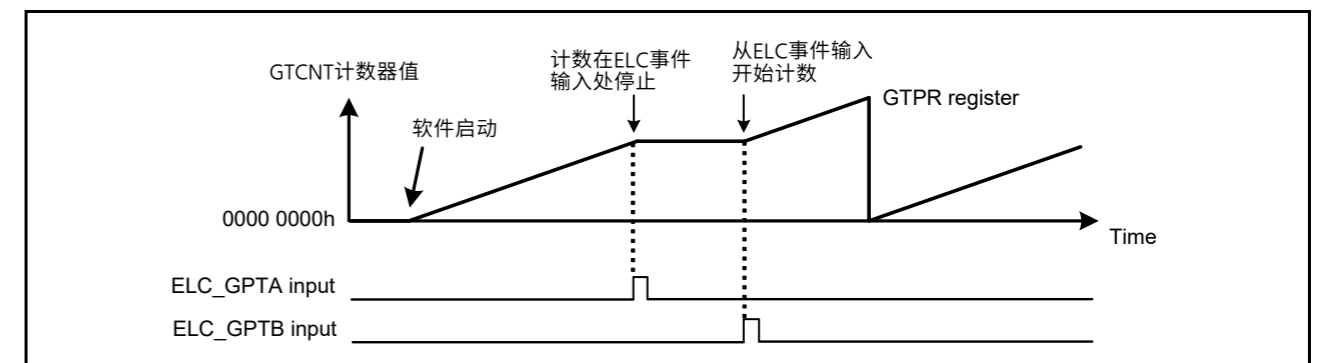 GTCNT计数器值
计数在ELC事件
输入处停止
从ELC事件输入
开始计数
GTPR register
软件启动
0000 0000h
Time
ELC_GPTA input
ELC_GPTB input